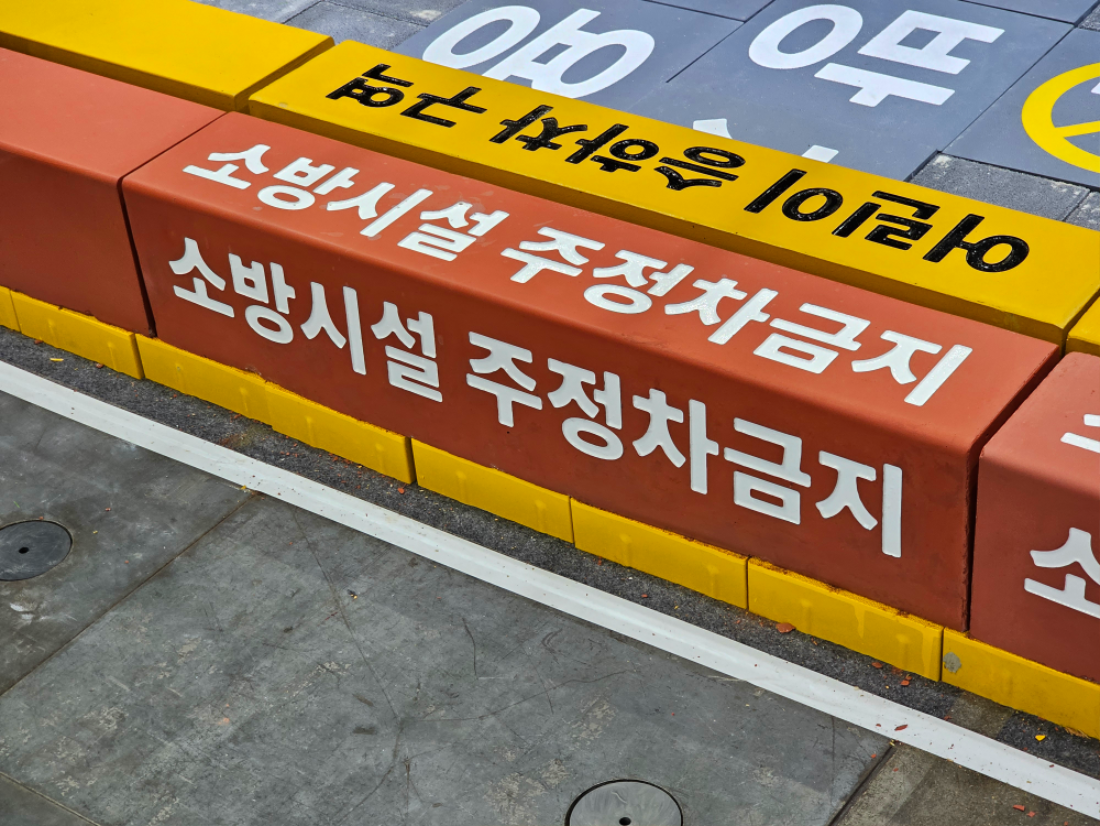 어린이 승하차 구역
소방시설 주정차금지
소방시설 주정차금지
소